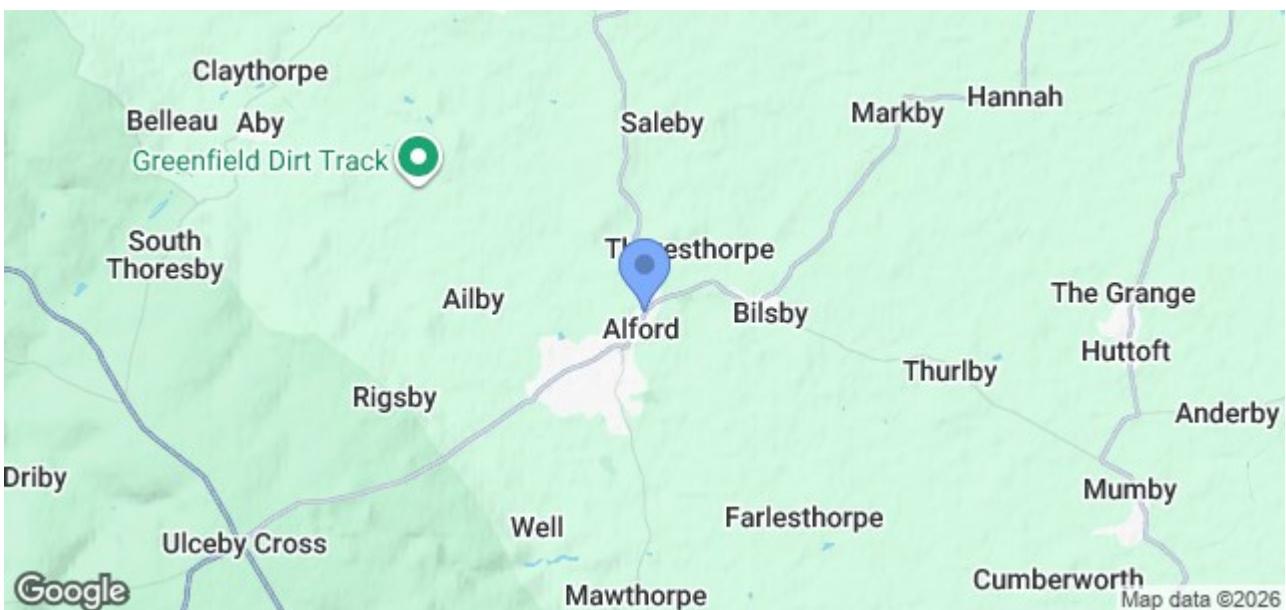 Claythorpe
Belleau Aby
Greenfield Dirt Track
Saleby
Markby
Hannah
South
Thoresby
Ailby
Alford
Bilsby
The Grange
Huttoft
Thurlby
Rigsby
Anderby
Driby
Mumby
Well
Farlesthorpe
Ulceby Cross
Mawthorpe
Cumberworth
Google
Map data ©2026